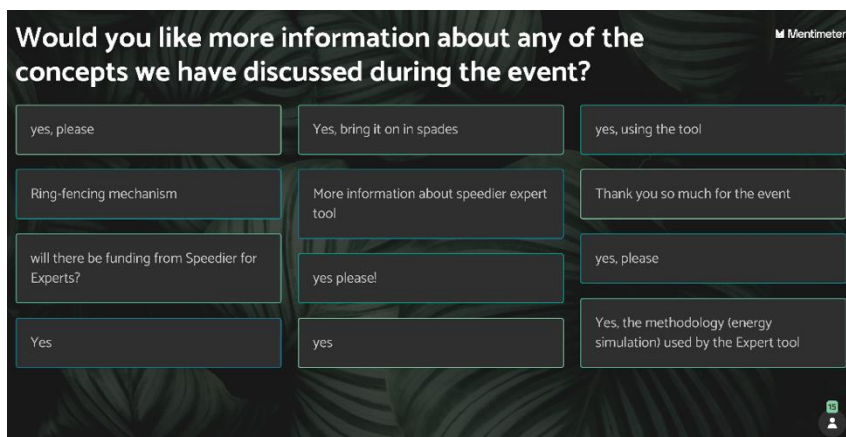 Would you like more information about any of the
concepts we have discussed during the event?
Mentimeter
yes, please
Ring-fencing mechanism
will there be funding from Speedier for
Experts?
Yes
Yes, bring it on in spades
More information about speedier expert
tool
yes please!
yes
yes, using the tool
Thank you so much for the event
yes, please
Yes, the methodology (energy
simulation) used by the Expert tool
15